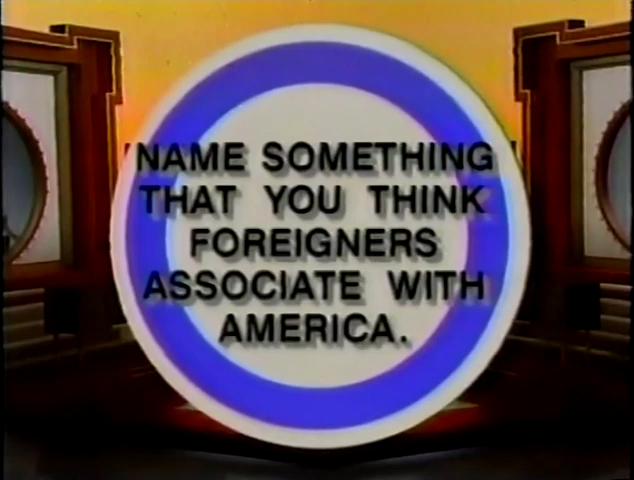 NAME SOMETHING
THAT YOU THINK
FOREIGNERS
ASSOCIATE WITH
AMERICA.